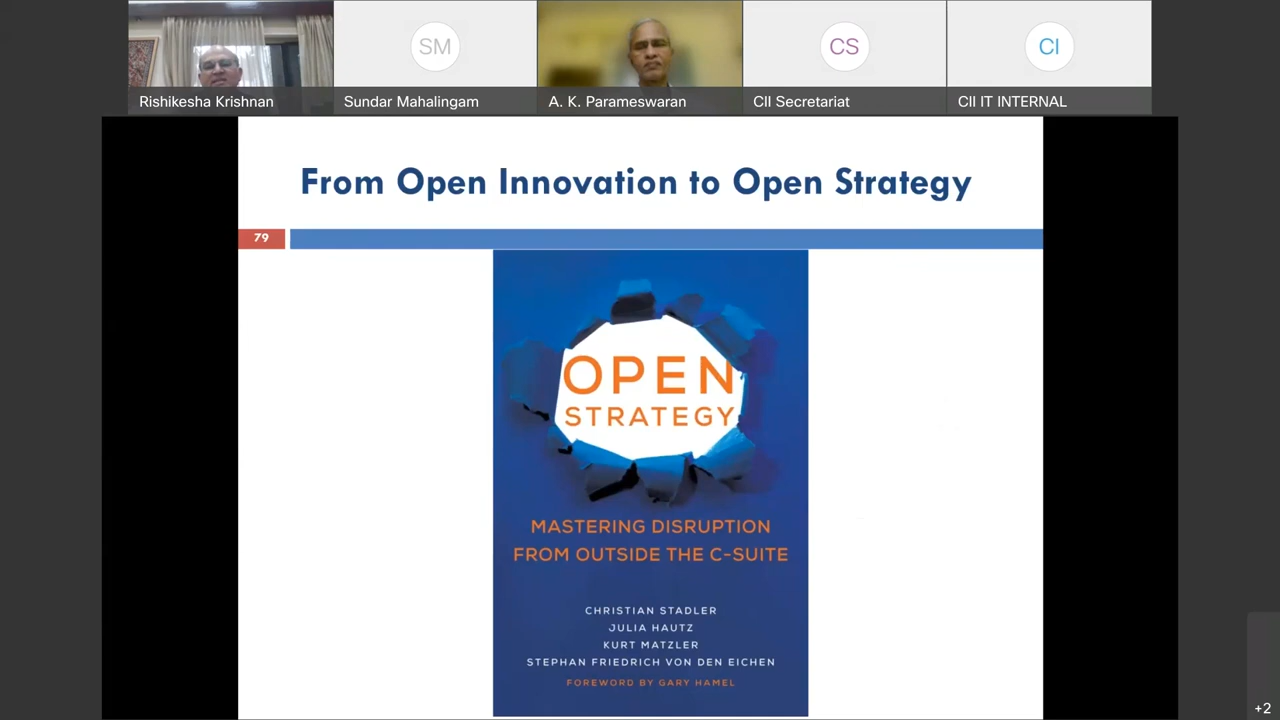 SM
CS
CI
Rishikesha Krishnan
Sundar Mahalingam
A. K. Parameswaran
CII Secretariat
CII IT INTERNAL
From Open Innovation to Open Strategy
79
OPEN
STRATEGY
MASTERING DISRUPTION
FROM OUTSIDE THE C-SUITE
CHRISTIAN STADLER
JULIA HAUTZ
KURT MATZLER
STEPHAN FRIEDRICH VON DEN EICHEN
FOREWORD BY GARY HAMEL
+2